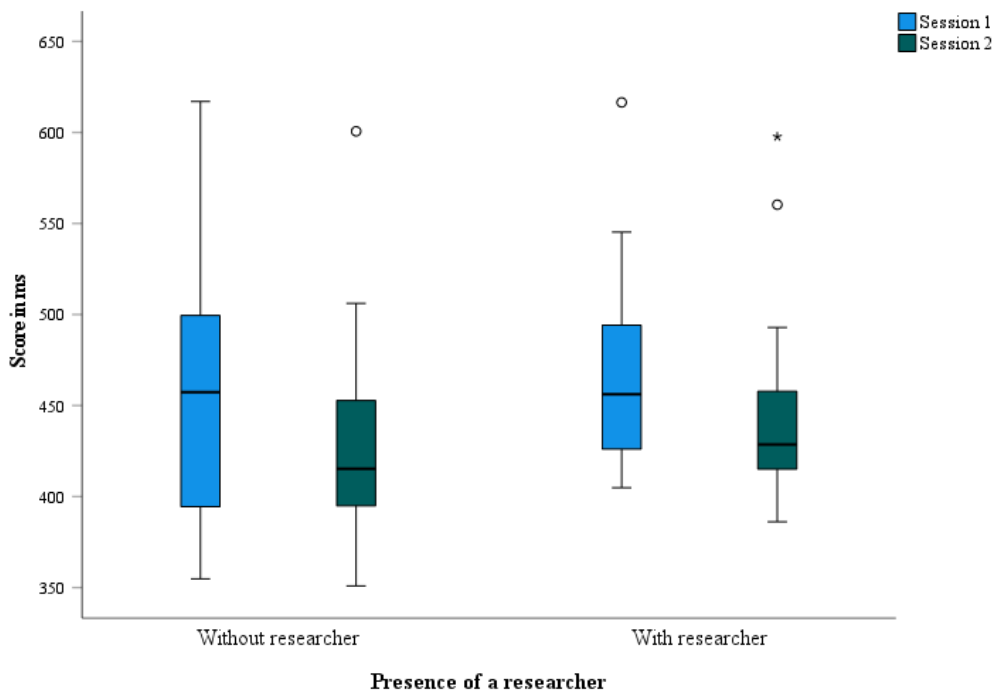 Session 1
Session 2
650
600
550
500
450
400
350
Score in ms
Without researcher
With researcher
Presence of a researcher